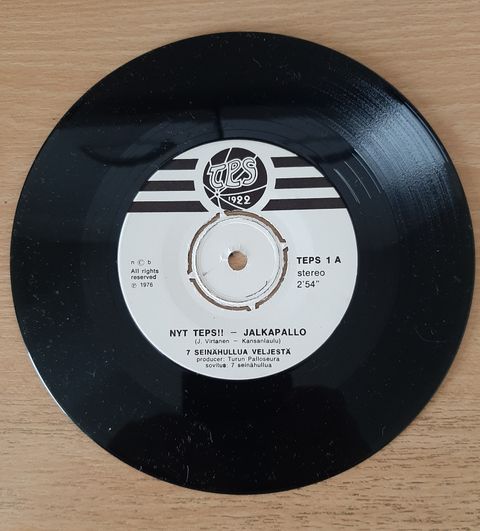 TPS
1922
n © b
All rights
reserved
℗ 1976
TEPS 1 A
stereo
2'54"
NYT TEPS!! – JALKAPALLO
(J. Virtanen – Kansanlaulu)
7 SEINÄHULLUA VELJESTÄ
producer: Turun Palloseura
sovitus: 7 seinähullua